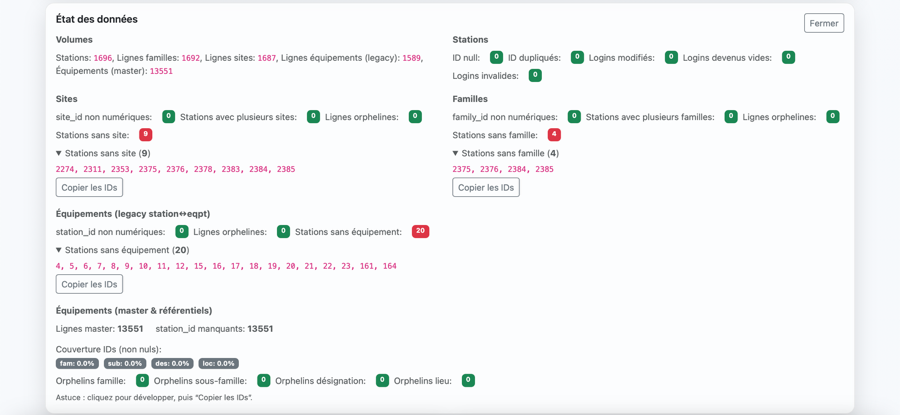 État des données
Fermer
Volumes
Stations: 1696, Lignes familles: 1692, Lignes sites: 1687, Lignes équipements (legacy): 1589,
Équipements (master): 13551
Stations
ID null: 0 ID dupliqués: 0 Logins modifiés: 0 Logins devenus vides: 0
Logins invalides: 0
Sites
site_id non numériques: 0 Stations avec plusieurs sites: 0 Lignes orphelines: 0
Stations sans site: 9
▼ Stations sans site (9)
2274, 2311, 2353, 2375, 2376, 2378, 2383, 2384, 2385
Copier les IDs
Familles
family_id non numériques: 0 Stations avec plusieurs familles: 0 Lignes orphelines: 0
Stations sans famille: 4
▼ Stations sans famille (4)
2375, 2376, 2384, 2385
Copier les IDs
Équipements (legacy station↔eqpt)
station_id non numériques: 0 Lignes orphelines: 0 Stations sans équipement: 20
▼ Stations sans équipement (20)
4, 5, 6, 7, 8, 9, 10, 11, 12, 15, 16, 17, 18, 19, 20, 21, 22, 23, 161, 164
Copier les IDs
Équipements (master & référentiels)
Lignes master: 13551 station_id manquants: 13551
Couverture IDs (non nuls):
fam: 0.0% sub: 0.0% des: 0.0% loc: 0.0%
Orphelins famille: 0 Orphelins sous-famille: 0 Orphelins désignation: 0 Orphelins lieu: 0
Astuce : cliquez pour développer, puis “Copier les IDs”.